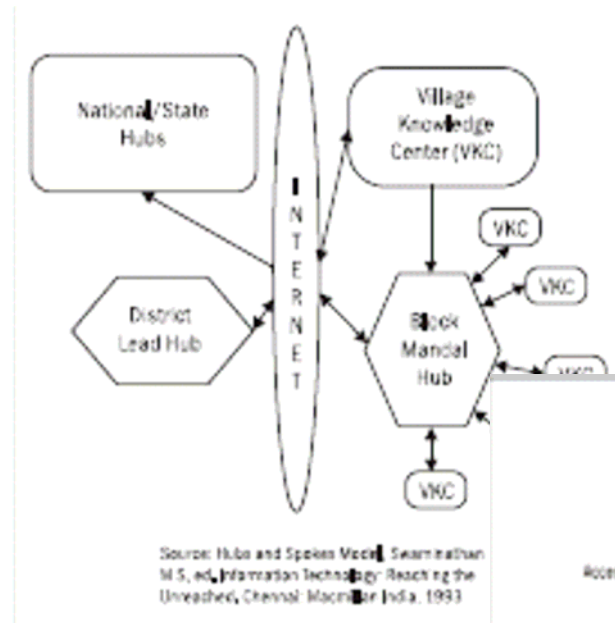 National/State
Hubs
Village
Knowledge
Center (VKC)
INTERNET
VKC
VKC
District
Lead Hub
Block
Mandal
Hub
VKC
VKC
Source: Hubs and Spokes Model, Swaminathan
M.S, ed, Information Technology: Reaching the
Unreached, Chennai: Macmillan India, 1993